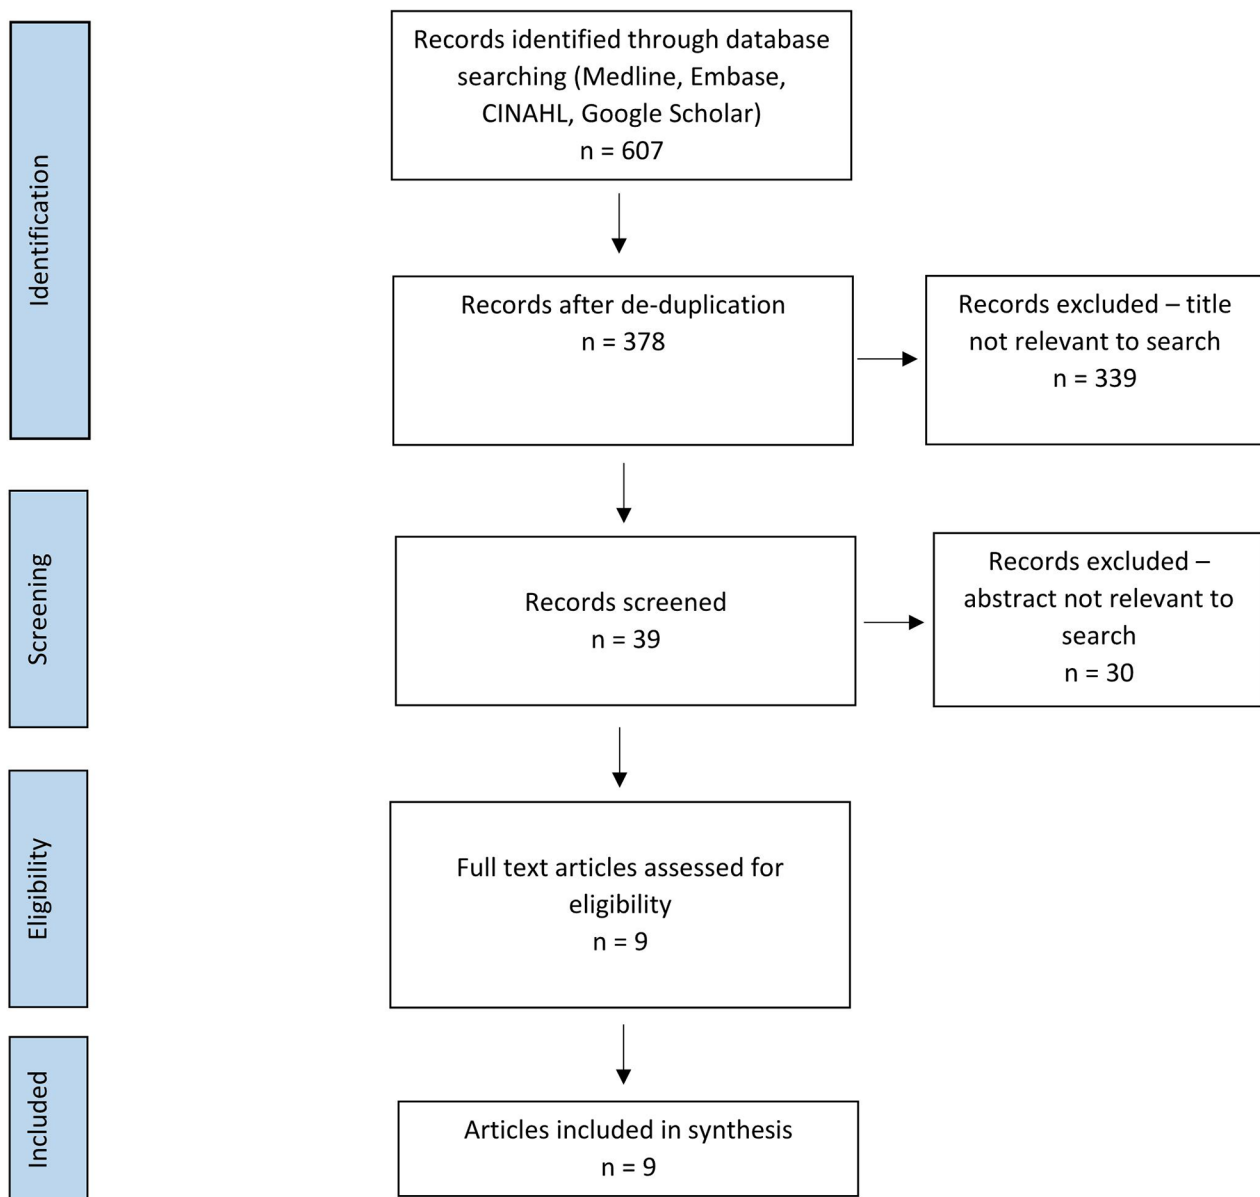 Identification
Records identified through database
searching (Medline, Embase,
CINAHL, Google Scholar)
n = 607
Records after de-duplication
n = 378
Records excluded – title
not relevant to search
n = 339
Screening
Records screened
n = 39
Records excluded –
abstract not relevant to
search
n = 30
Eligibility
Full text articles assessed for
eligibility
n = 9
Included
Articles included in synthesis
n = 9